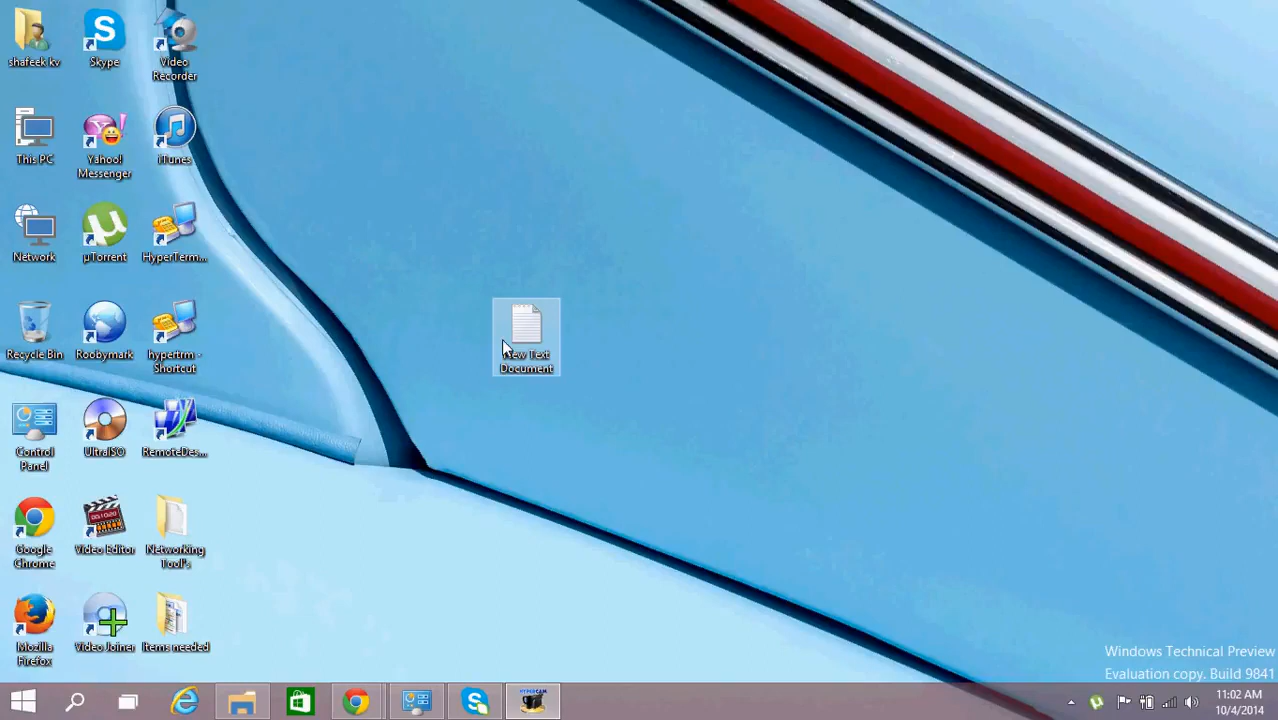 shafeek kv
Skype
Video
Recorder
This PC
Yahoo!
Messenger
iTunes
Network
µTorrent
HyperTerm...
Recycle Bin
Roobymark
hypertrm -
Shortcut
New Text
Document
Control
Panel
UltraISO
RemoteDes...
Google
Chrome
Video Editor
Networking
Tool's
Mozilla
Firefox
Video Joiner
Items needed
Windows Technical Preview
Evaluation copy. Build 9841
HYPERCAM
11:02 AM
10/4/2014